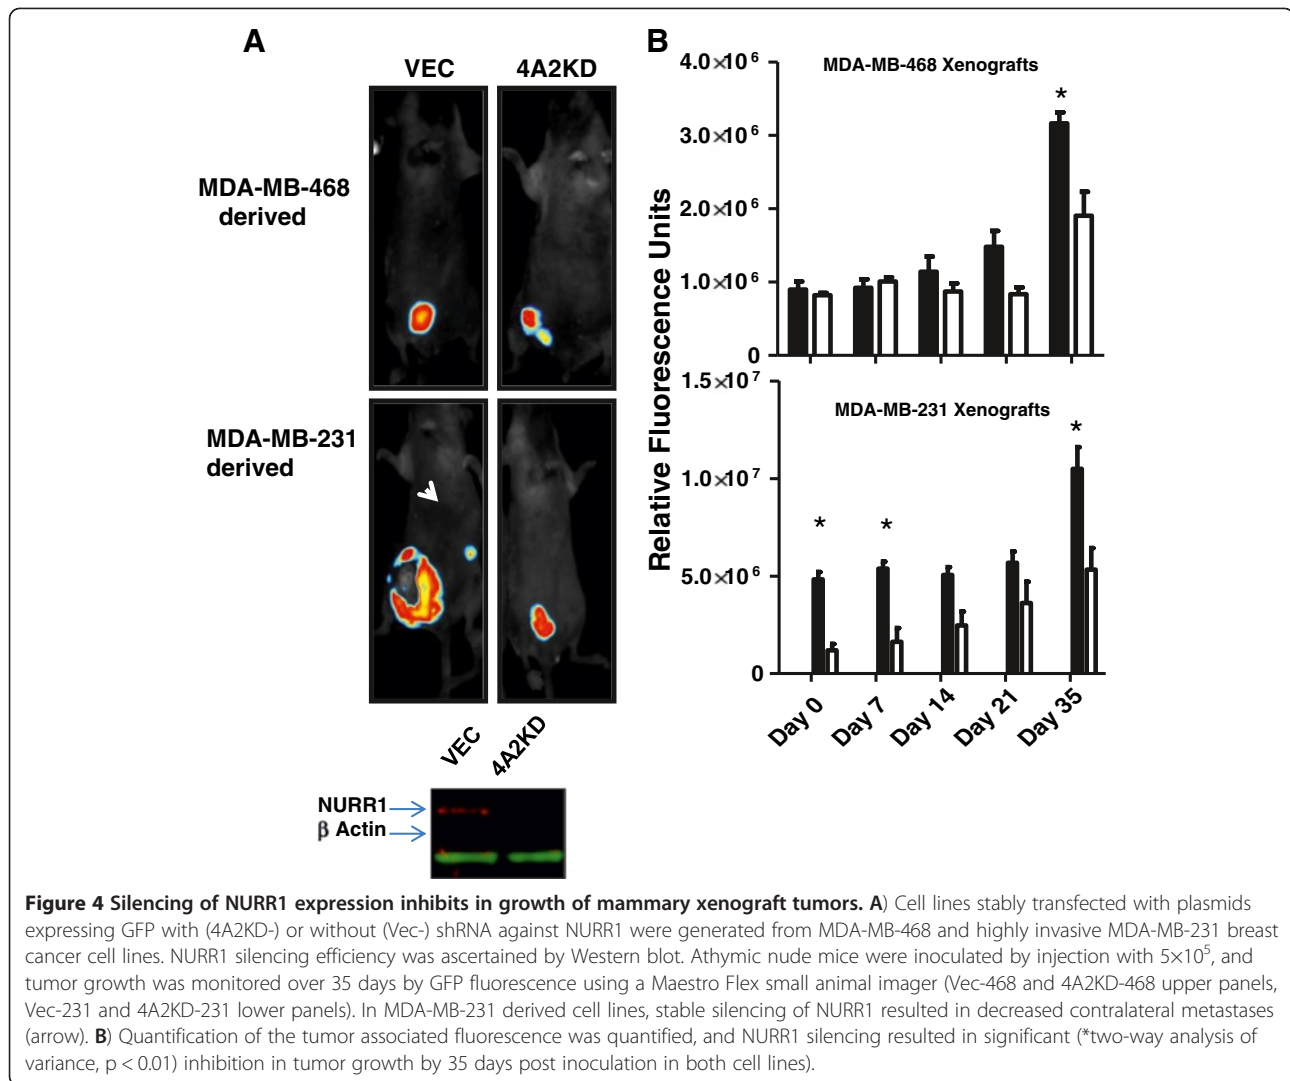 A
VEC
4A2KD
MDA-MB-468
derived
MDA-MB-231
derived
VEC
4A2KD
NURR1
β Actin
B
Relative Fluorescence Units
MDA-MB-468 Xenografts
4.0×10⁶
*
3.0×10⁶
2.0×10⁶
1.0×10⁶
0
1.5×10⁷
MDA-MB-231 Xenografts
*
1.0×10⁷
* *
5.0×10⁶
0
Day 0
Day 7
Day 14
Day 21
Day 35
Figure 4 Silencing of NURR1 expression inhibits in growth of mammary xenograft tumors. A) Cell lines stably transfected with plasmids
expressing GFP with (4A2KD-) or without (Vec-) shRNA against NURR1 were generated from MDA-MB-468 and highly invasive MDA-MB-231 breast
cancer cell lines. NURR1 silencing efficiency was ascertained by Western blot. Athymic nude mice were inoculated by injection with 5×10⁵, and
tumor growth was monitored over 35 days by GFP fluorescence using a Maestro Flex small animal imager (Vec-468 and 4A2KD-468 upper panels,
Vec-231 and 4A2KD-231 lower panels). In MDA-MB-231 derived cell lines, stable silencing of NURR1 resulted in decreased contralateral metastases
(arrow). B) Quantification of the tumor associated fluorescence was quantified, and NURR1 silencing resulted in significant (*two-way analysis of
variance, p < 0.01) inhibition in tumor growth by 35 days post inoculation in both cell lines).